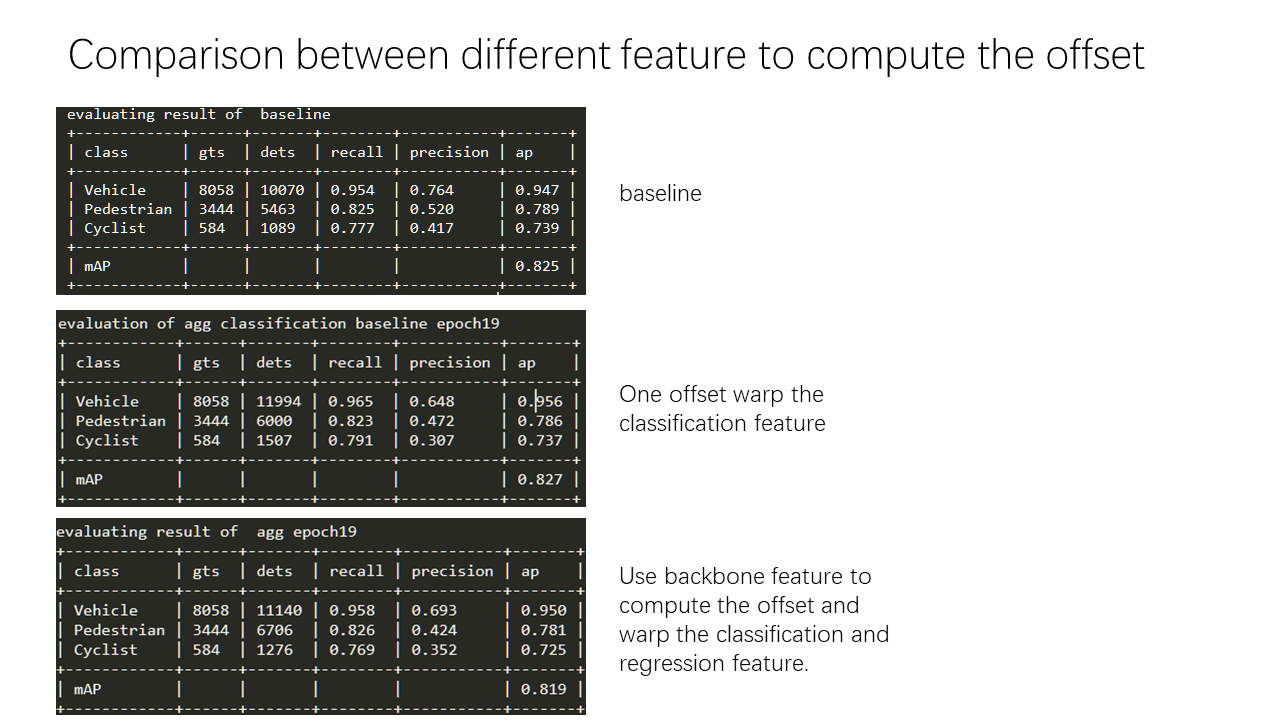 Comparison between different feature to compute the offset
evaluating result of  baseline
+------------+------+-------+--------+-----------+-------+
| class      | gts  | dets  | recall | precision | ap    |
+------------+------+-------+--------+-----------+-------+
| Vehicle    | 8058 | 10070 | 0.954  | 0.764     | 0.947 |
| Pedestrian | 3444 | 5463  | 0.825  | 0.520     | 0.789 |
| Cyclist    | 584  | 1089  | 0.777  | 0.417     | 0.739 |
+------------+------+-------+--------+-----------+-------+
| mAP        |      |       |        |           | 0.825 |
+------------+------+-------+--------+-----------+-------+
baseline
evaluation of agg classification baseline epoch19
+------------+------+-------+--------+-----------+-------+
| class      | gts  | dets  | recall | precision | ap    |
+------------+------+-------+--------+-----------+-------+
| Vehicle    | 8058 | 11994 | 0.965  | 0.648     | 0.956 |
| Pedestrian | 3444 | 6000  | 0.823  | 0.472     | 0.786 |
| Cyclist    | 584  | 1507  | 0.791  | 0.307     | 0.737 |
+------------+------+-------+--------+-----------+-------+
| mAP        |      |       |        |           | 0.827 |
+------------+------+-------+--------+-----------+-------+
One offset warp the
classification feature
evaluating result of  agg epoch19
+------------+------+-------+--------+-----------+-------+
| class      | gts  | dets  | recall | precision | ap    |
+------------+------+-------+--------+-----------+-------+
| Vehicle    | 8058 | 11140 | 0.958  | 0.693     | 0.950 |
| Pedestrian | 3444 | 6706  | 0.826  | 0.424     | 0.781 |
| Cyclist    | 584  | 1276  | 0.769  | 0.352     | 0.725 |
+------------+------+-------+--------+-----------+-------+
| mAP        |      |       |        |           | 0.819 |
+------------+------+-------+--------+-----------+-------+
Use backbone feature to
compute the offset and
warp the classification and
regression feature.